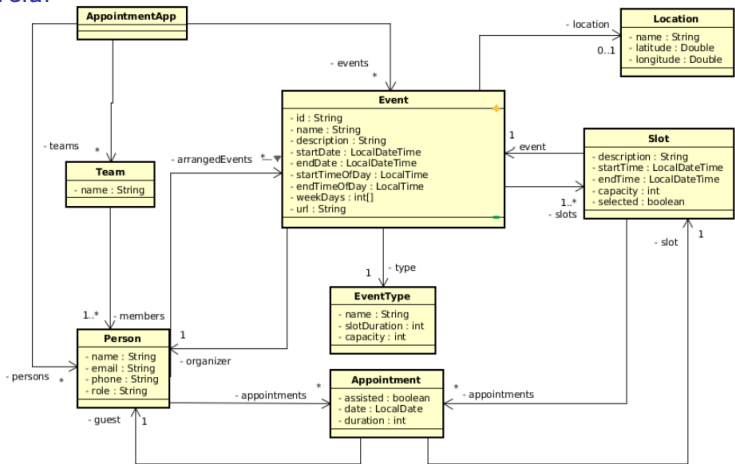 AppointmentApp
- events
*
- location
0..1
Location
- name : String
- latitude : Double
- longitude : Double
- teams
*
Team
- name : String
- arrangedEvents
*
Event
- id : String
- name : String
- description : String
- startDate : LocalDateTime
- endDate : LocalDateTime
- startTimeOfDay : LocalTime
- endTimeOfDay : LocalTime
- weekDays : int[]
- url : String
1
- event
1..*
- slots
Slot
- description : String
- startTime : LocalDateTime
- endTime : LocalDateTime
- capacity : int
- selected : boolean
- slot
1
1
- type
EventType
- name : String
- slotDuration : int
- capacity : int
1..*
- members
Person
- name : String
- email : String
- phone : String
- role : String
1
- organizer
- persons
*
- appointments
*
Appointment
- assisted : boolean
- date : LocalDate
- duration : int
*
- appointments
- guest
1